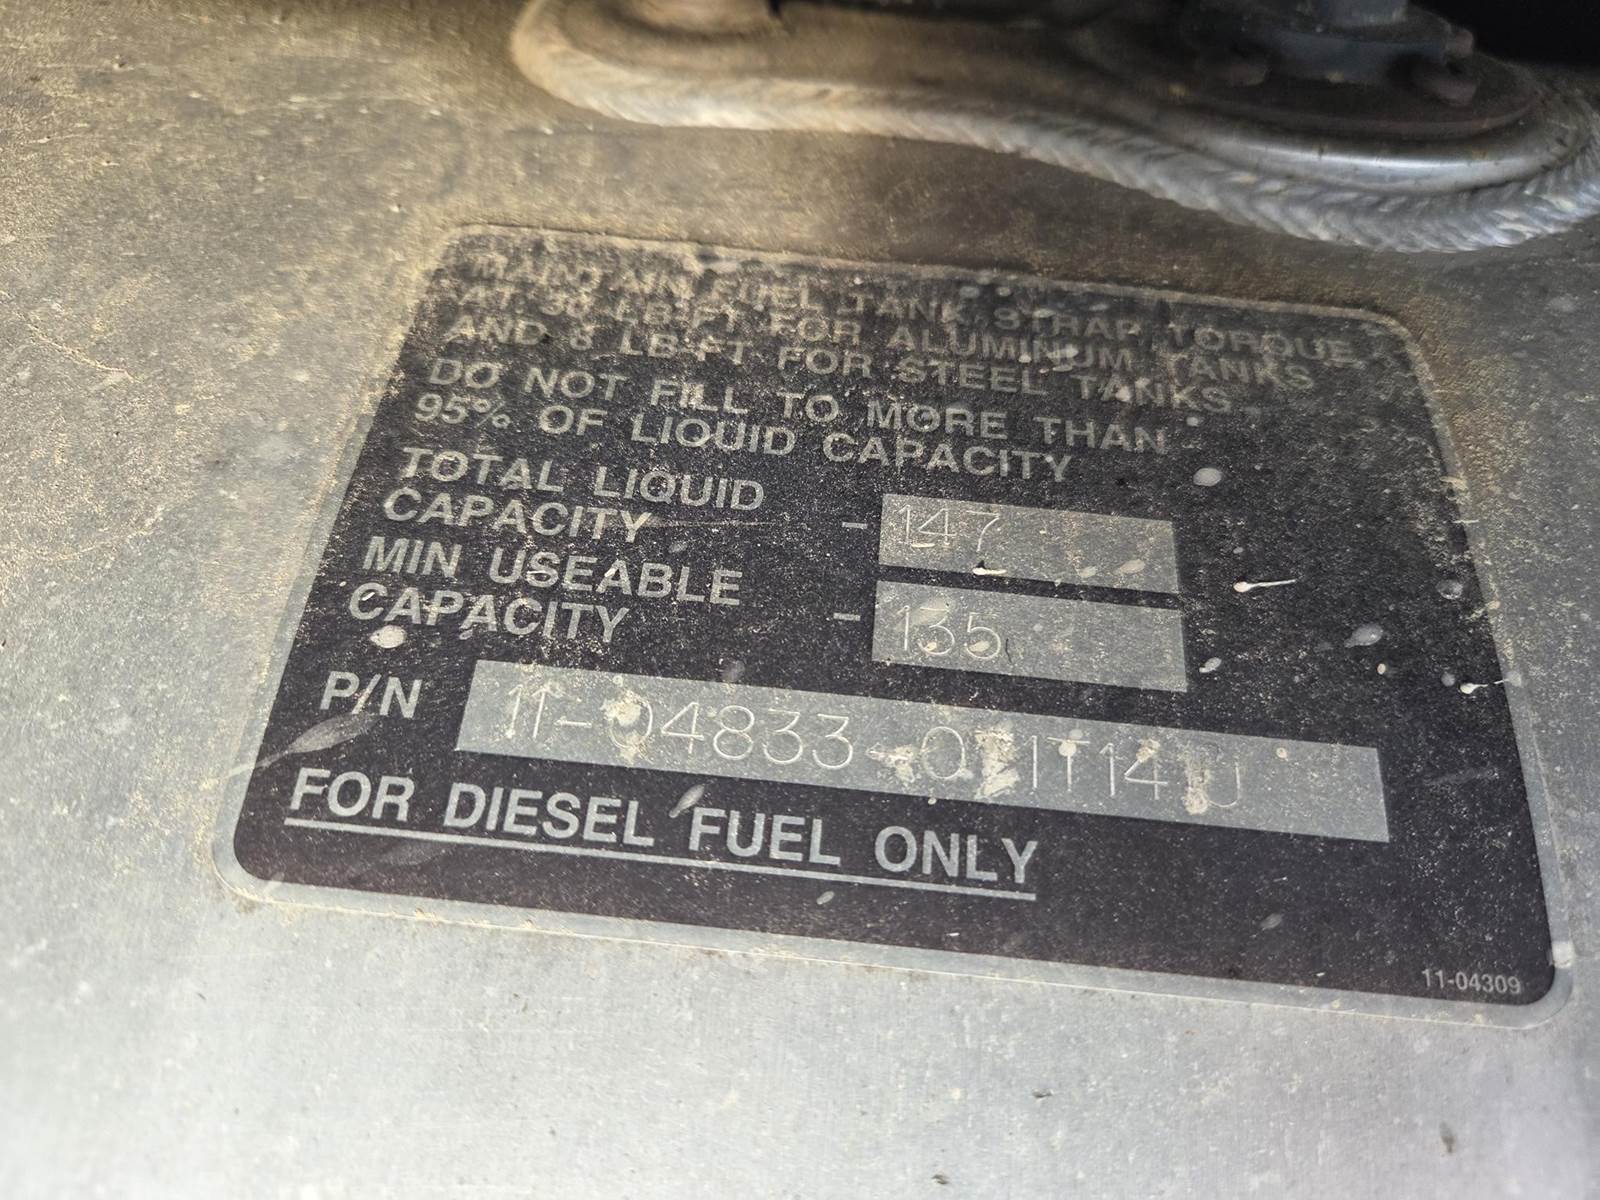 MAINTAIN FUEL TANK STRAP TORQUE
AT 30 LB-FT FOR ALUMINUM TANKS
AND 8 LB-FT FOR STEEL TANKS.
DO NOT FILL TO MORE THAN
95% OF LIQUID CAPACITY
TOTAL LIQUID
CAPACITY - 147
MIN USEABLE
CAPACITY - 135
P/N
FOR DIESEL FUEL ONLY
11-04309